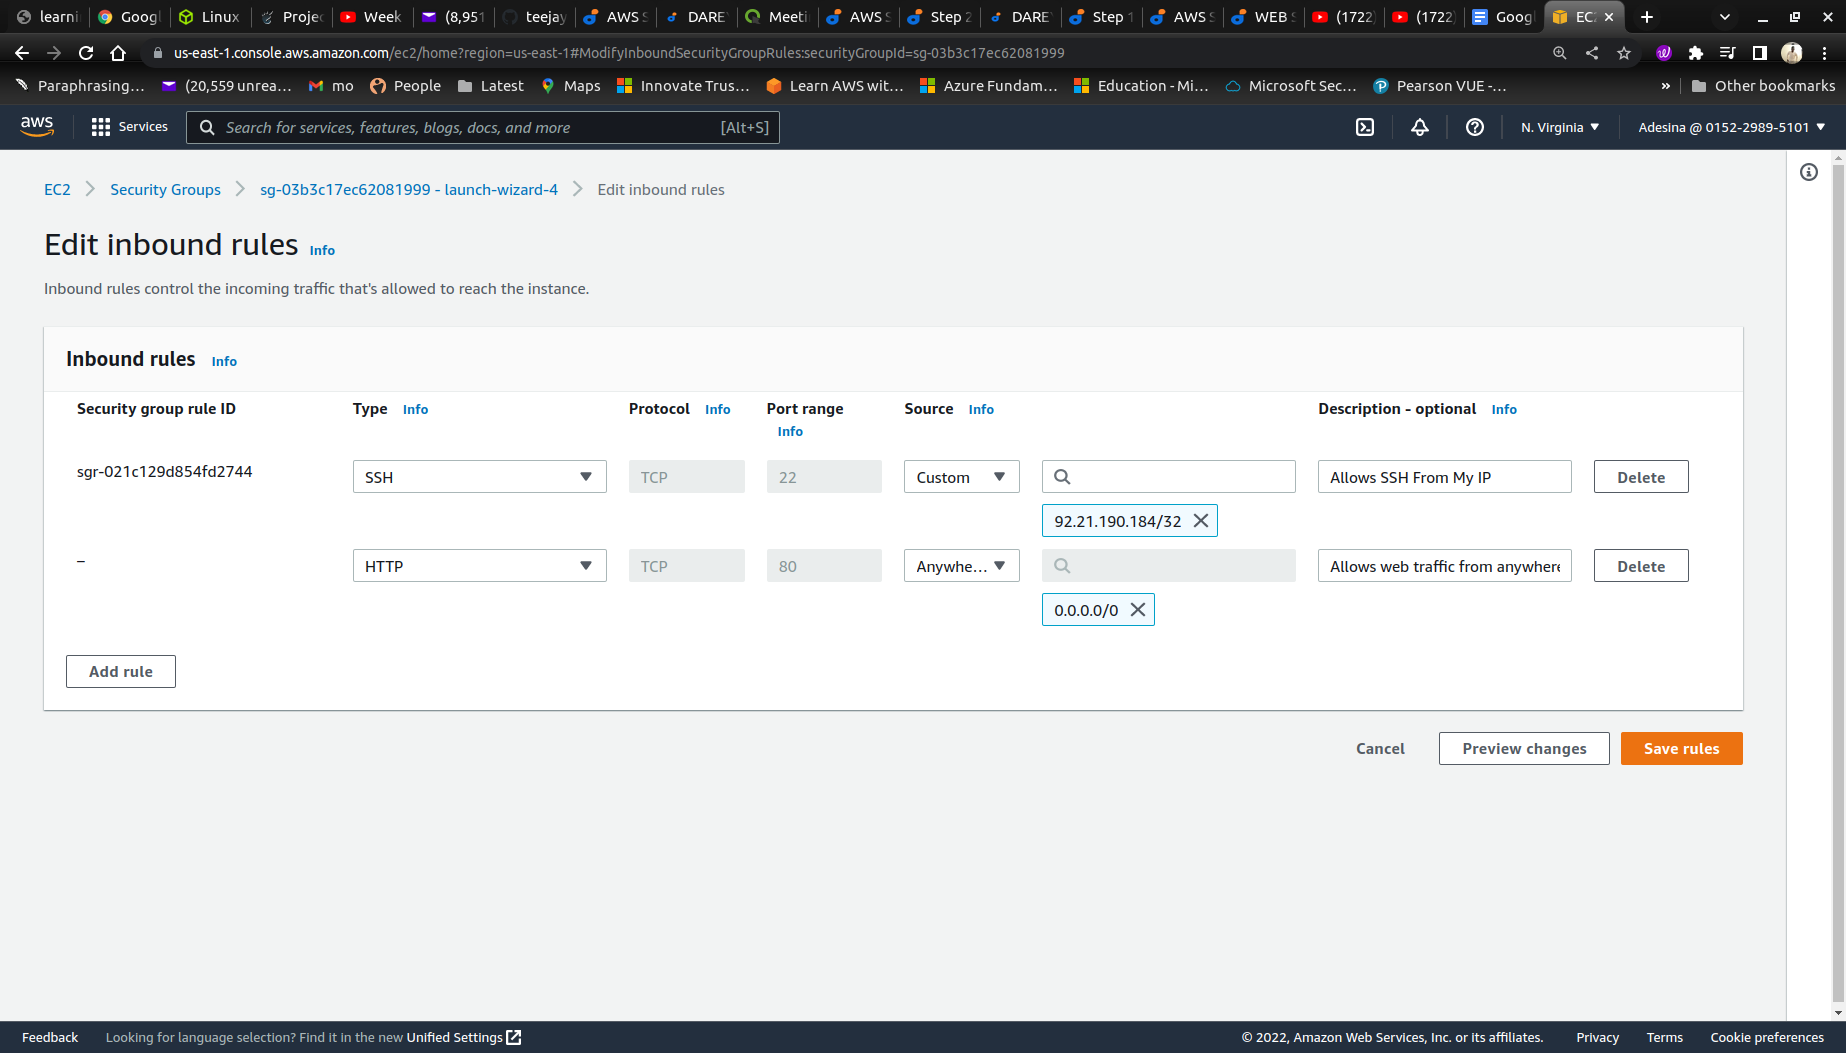 learni
Googl
Linux
Projec
Week
(8,951
teejay
AWS S
DARE
Meeti
AWS S
Step 2
DARE
Step 1
AWS S
WEB S
(1722)
(1722)
Googl
EC
us-east-1.console.aws.amazon.com/ec2/home?region=us-east-1#ModifyInboundSecurityGroupRules:securityGroupId=sg-03b3c17ec62081999
Paraphrasing...
(20,559 unrea...
mo
People
Latest
Maps
Innovate Trus...
Learn AWS wit...
Azure Fundam...
Education - Mi...
Microsoft Sec...
Pearson VUE -...
»
Other bookmarks
aws
Services
Search for services, features, blogs, docs, and more
[Alt+S]
N. Virginia
Adesina @ 0152-2989-5101
EC2
Security Groups
sg-03b3c17ec62081999 - launch-wizard-4
Edit inbound rules
Edit inbound rules Info
Inbound rules control the incoming traffic that's allowed to reach the instance.
Inbound rules Info
Security group rule ID
Type Info
Protocol Info
Port range
Info
Source Info
Description - optional Info
sgr-021c129d854fd2744
SSH
TCP
22
Custom
Allows SSH From My IP
Delete
92.21.190.184/32
–
HTTP
TCP
80
Anywhe...
Allows web traffic from anywhere
Delete
0.0.0.0/0
Add rule
Cancel
Preview changes
Save rules
Feedback
Looking for language selection? Find it in the new Unified Settings
© 2022, Amazon Web Services, Inc. or its affiliates.
Privacy
Terms
Cookie preferences